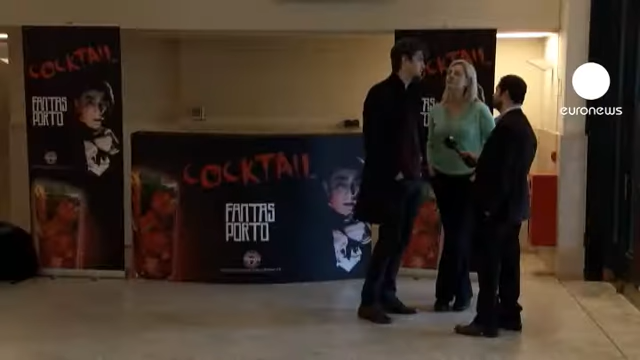 COCKTAIL
FANTAS
PORTO
COCKTAIL
FANTAS
PORTO
COCKTAIL
euronews